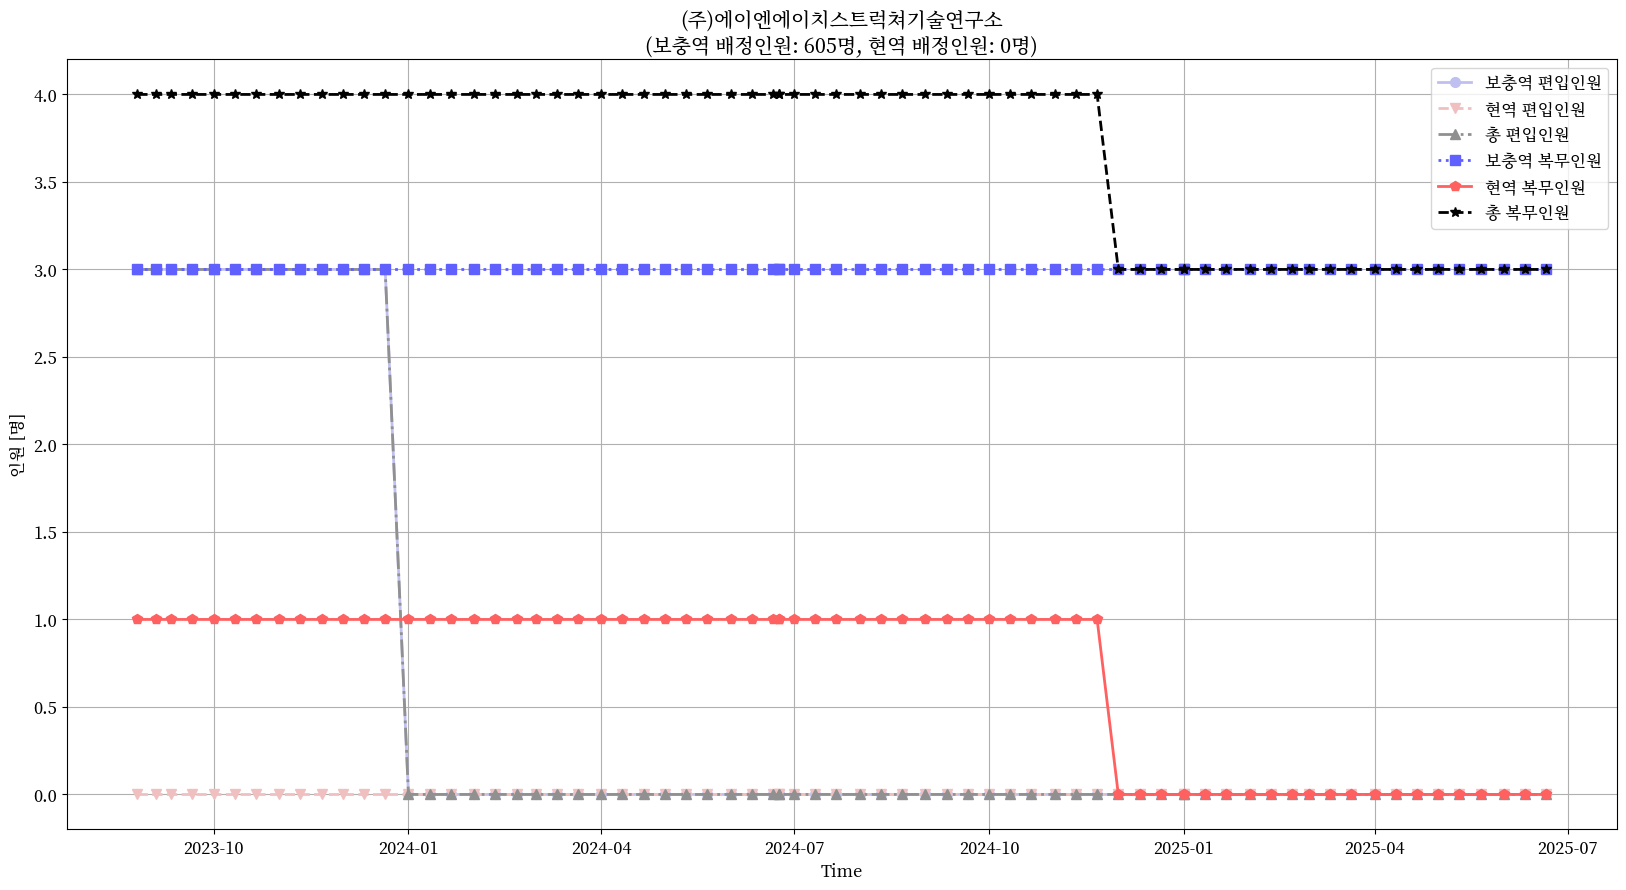 (주)에이엔에이치스트럭쳐기술연구소
(보충역 배정인원: 605명, 현역 배정인원: 0명)
보충역 편입인원
현역 편입인원
총 편입인원
보충역 복무인원
현역 복무인원
총 복무인원
인원 [명]
4.0
3.5
3.0
2.5
2.0
1.5
1.0
0.5
0.0
2023-10
2024-01
2024-04
2024-07
2024-10
2025-01
2025-04
2025-07
Time